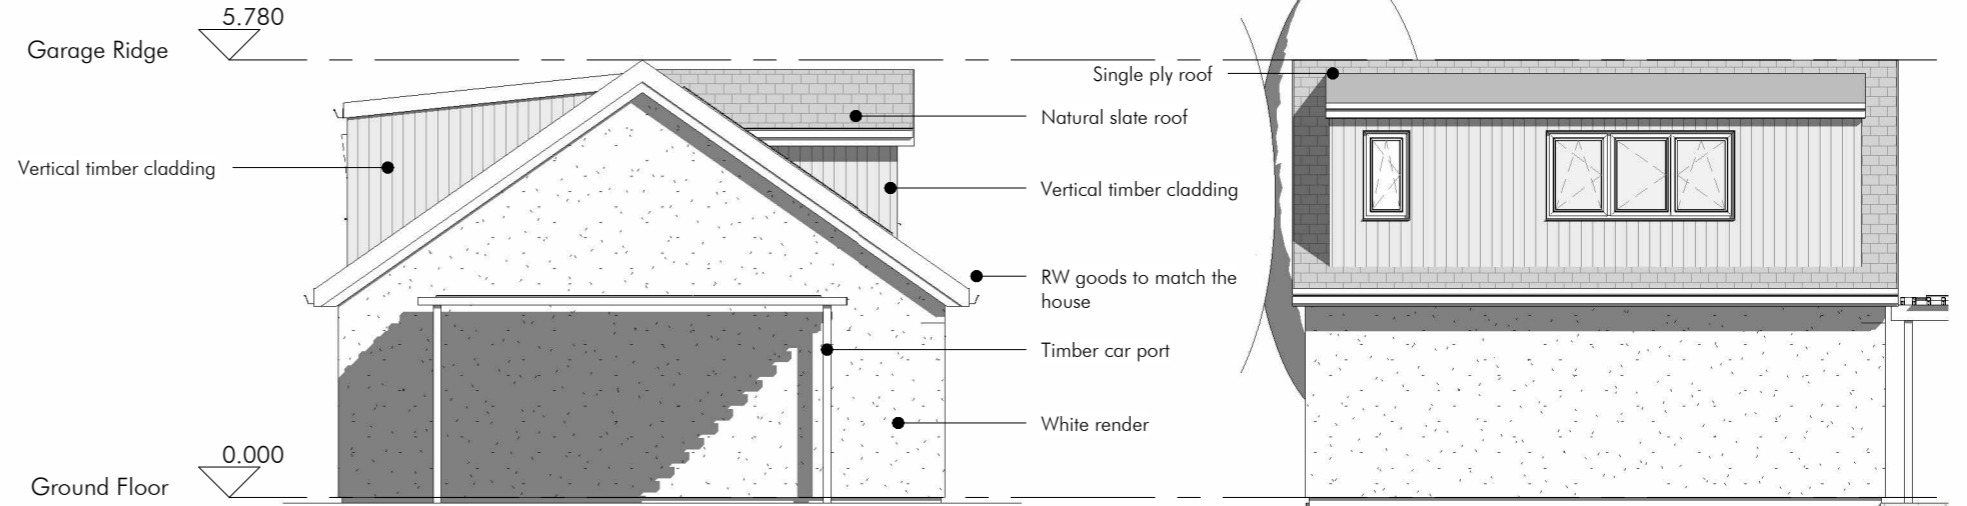 5.780
Garage Ridge
Single ply roof
Natural slate roof
Vertical timber cladding
Vertical timber cladding
RW goods to match the
house
Timber car port
White render
0.000
Ground Floor